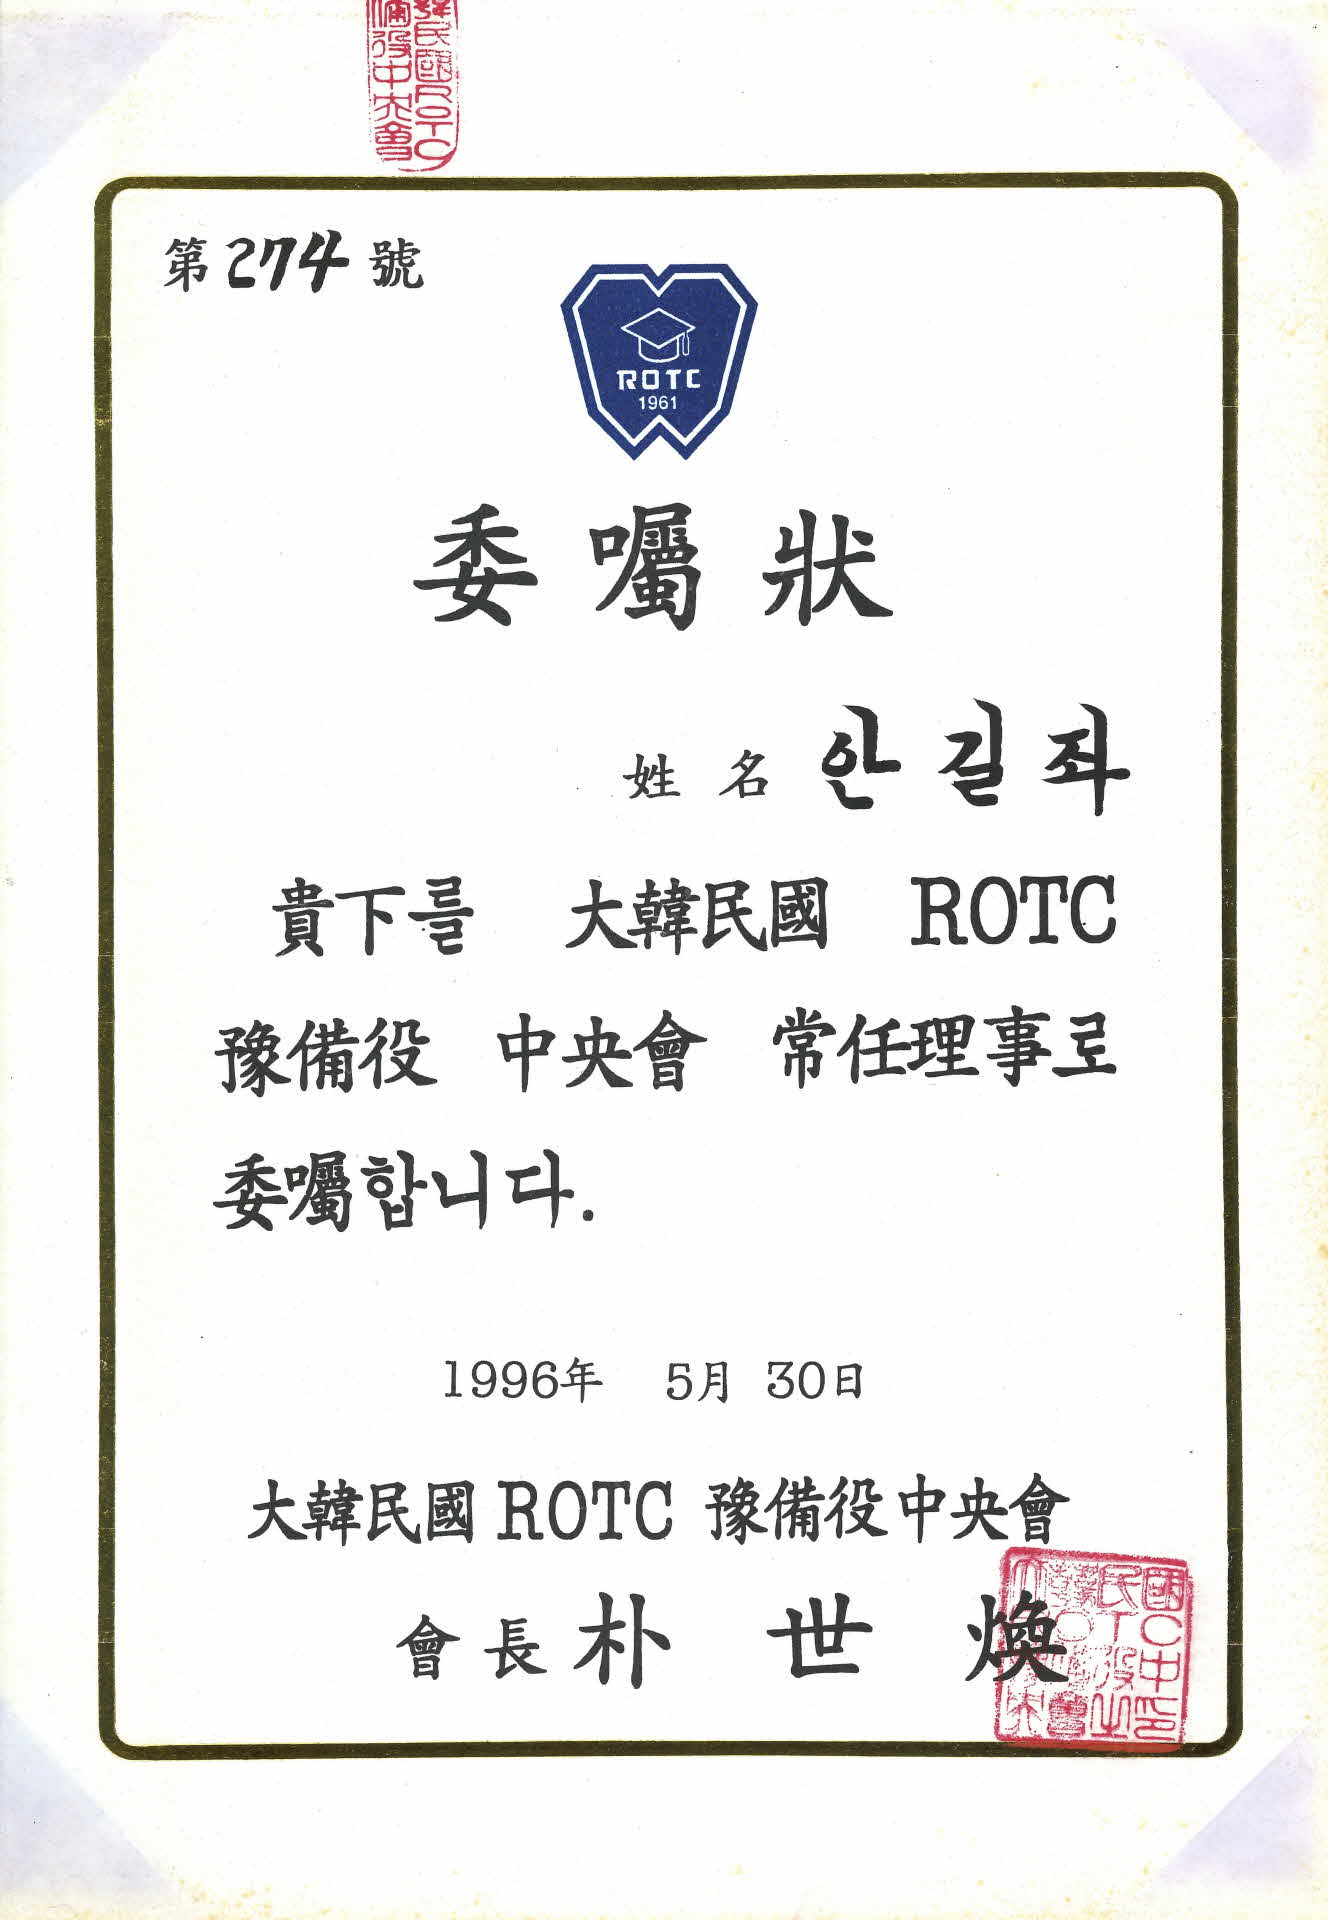 第 274 號
ROTC
1961
委囑狀
姓名 안길좌
貴下를 大韓民國 ROTC
豫備役 中央會 常任理事로
委囑합니다.
1996年 5月 30日
大韓民國 ROTC 豫備役中央會
會長 朴世煥